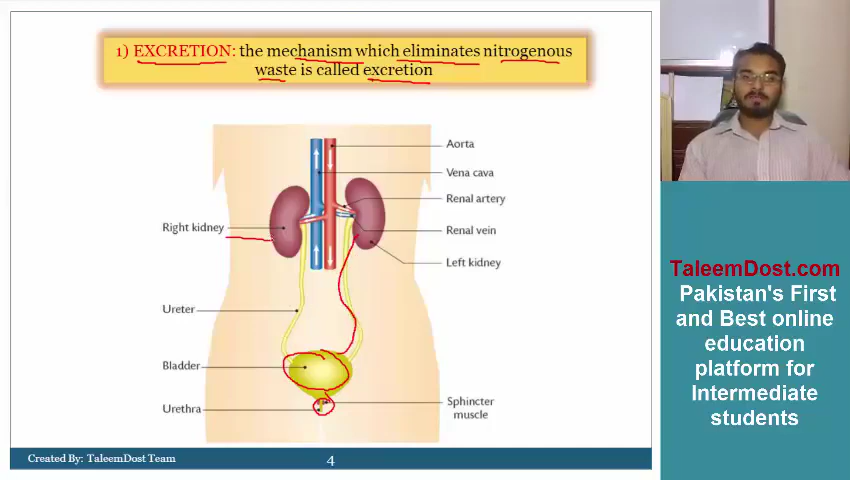 1) EXCRETION: the mechanism which eliminates nitrogenous
waste is called excretion
Aorta
Vena cava
Renal artery
Right kidney
Renal vein
Left kidney
Ureter
Bladder
Urethra
Sphincter
muscle
Created By: TaleemDost Team
4
TaleemDost.com
Pakistan's First
and Best online
education
platform for
Intermediate
students